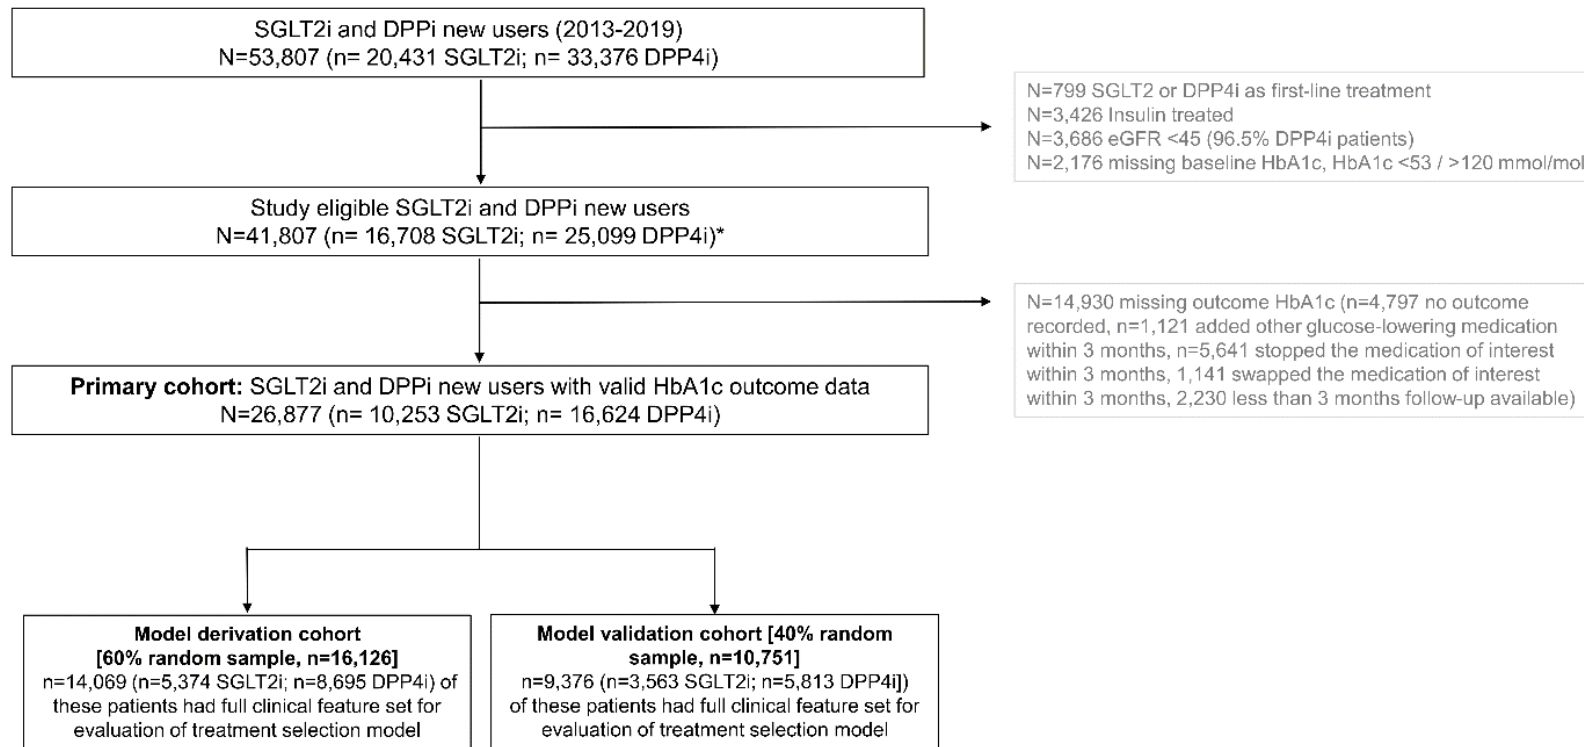 SGLT2i and DPPi new users (2013-2019)
N=53,807 (n= 20,431 SGLT2i; n= 33,376 DPP4i)
N=799 SGLT2 or DPP4i as first-line treatment
N=3,426 Insulin treated
N=3,686 eGFR <45 (96.5% DPP4i patients)
N=2,176 missing baseline HbA1c, HbA1c <53 / >120 mmol/mol
Study eligible SGLT2i and DPPi new users
N=41,807 (n= 16,708 SGLT2i; n= 25,099 DPP4i)*
N=14,930 missing outcome HbA1c (n=4,797 no outcome
recorded, n=1,121 added other glucose-lowering medication
within 3 months, n=5,641 stopped the medication of interest
within 3 months, 1,141 swapped the medication of interest
within 3 months, 2,230 less than 3 months follow-up available)
Primary cohort: SGLT2i and DPPi new users with valid HbA1c outcome data
N=26,877 (n= 10,253 SGLT2i; n= 16,624 DPP4i)
Model derivation cohort
[60% random sample, n=16,126]
n=14,069 (n=5,374 SGLT2i; n=8,695 DPP4i) of
these patients had full clinical feature set for
evaluation of treatment selection model
Model validation cohort [40% random
sample, n=10,751]
n=9,376 (n=3,563 SGLT2i; n=5,813 DPP4i])
of these patients had full clinical feature set for
evaluation of treatment selection model